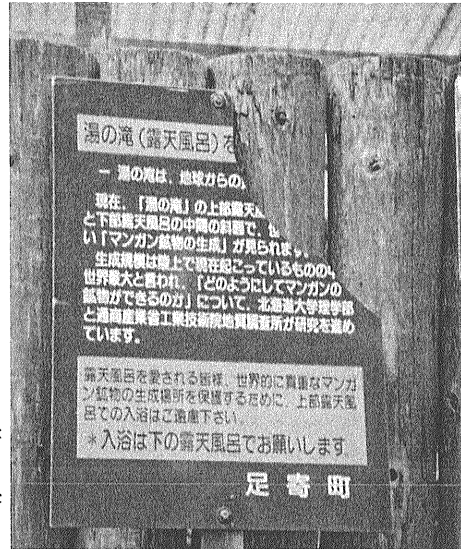 湯の滝(露天風呂)を
― 湯の滝は、地球からの
現在、「湯の滝」の上部露天
と下部露天風呂の中間の斜面で、
い「マンガン鉱物の生成」が見られます。
生成規模は陸上で現在起こっているものの
世界最大と言われ、「どのようにしてマンガンの
鉱物ができるのか」について、北海道大学理学部
と通商産業省工業技術院地質調査所が研究を進め
ています。
露天風呂を愛される皆様、世界的に貴重なマンガ
ン鉱物の生成場所を保護するために、上部露天風
呂での入浴はご遠慮下さい。
*入浴は下の露天風呂でお願いします
足寄町